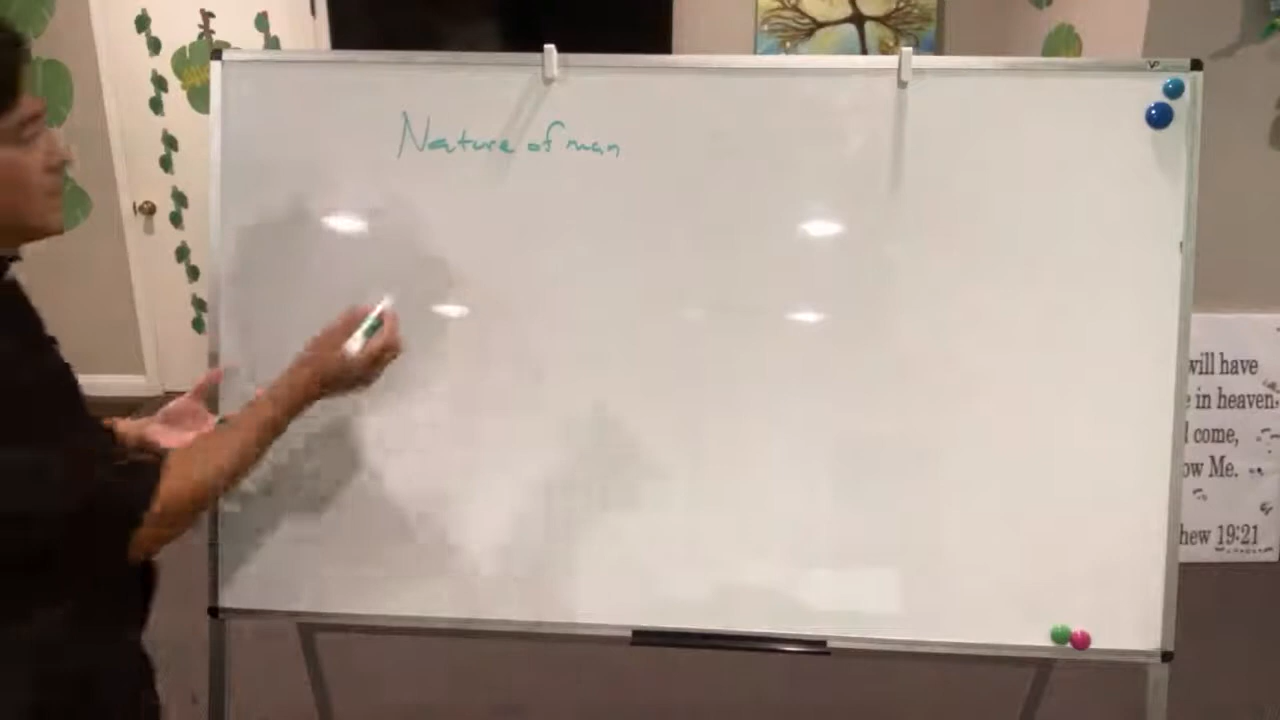 Nature of man
will have
in heaven.
come,
ow Me.
hew 19:21